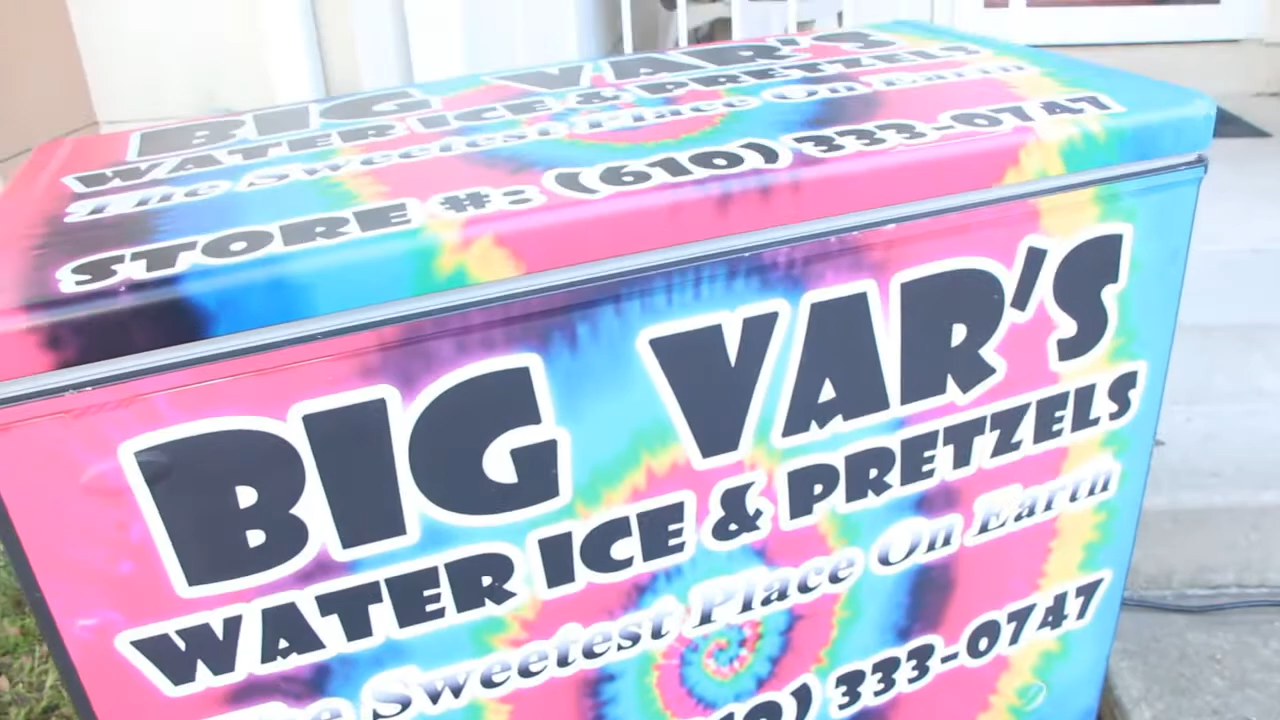 BIG VAR'S
WATER ICE & PRETZELS
The Sweetest Place On Earth
STORE #: (610) 333-0747
BIG VAR'S
WATER ICE & PRETZELS
The Sweetest Place On Earth
333-0747